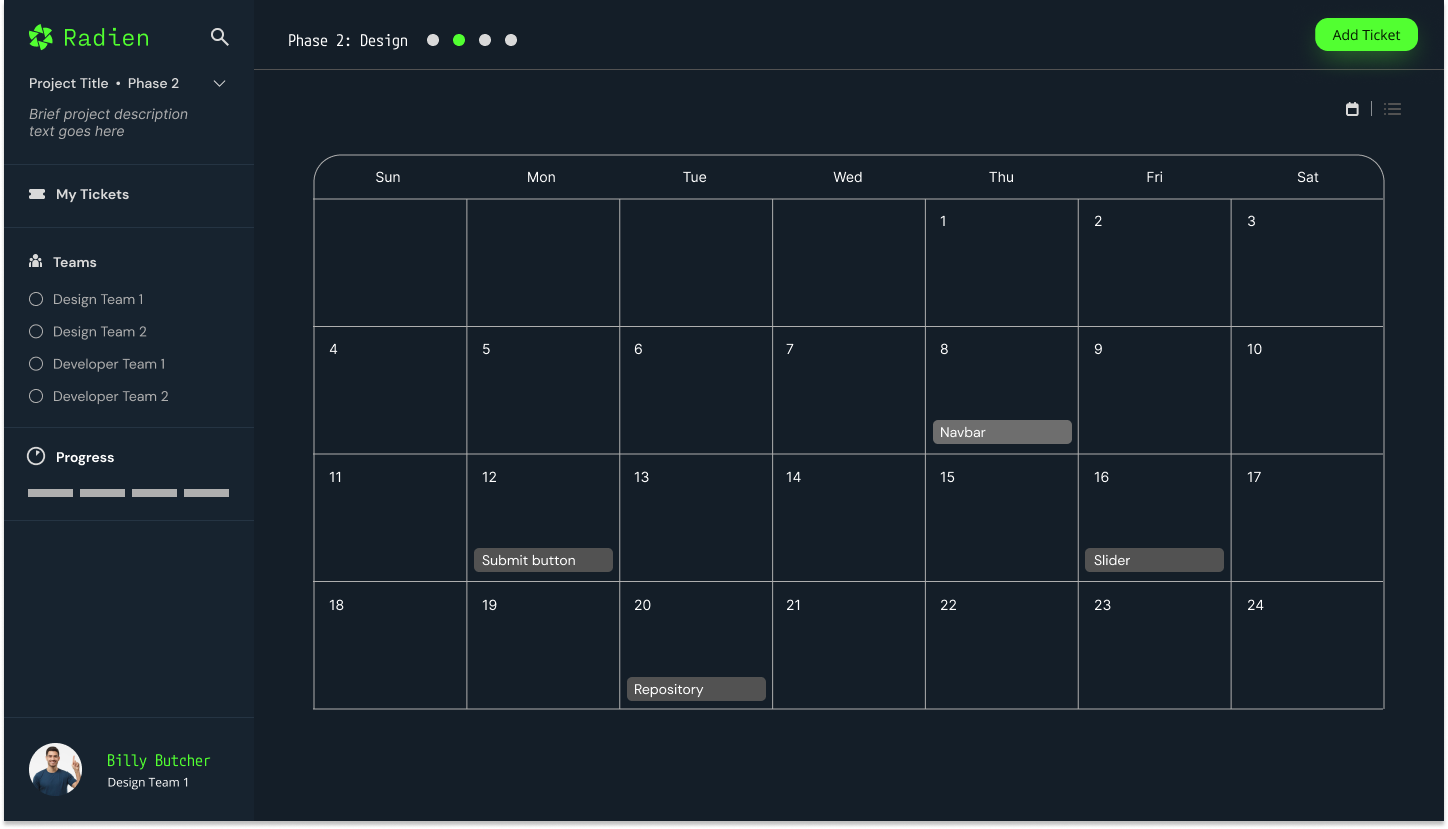 Radien
Project Title • Phase 2
Brief project description
text goes here
My Tickets
Teams
Design Team 1
Design Team 2
Developer Team 1
Developer Team 2
Progress
Billy Butcher
Design Team 1
Phase 2: Design
Add Ticket
Sun Mon Tue Wed Thu Fri Sat
1 2 3
4 5 6 7 8 9 10
Navbar
11 12 13 14 15 16 17
Submit button Slider
18 19 20 21 22 23 24
Repository